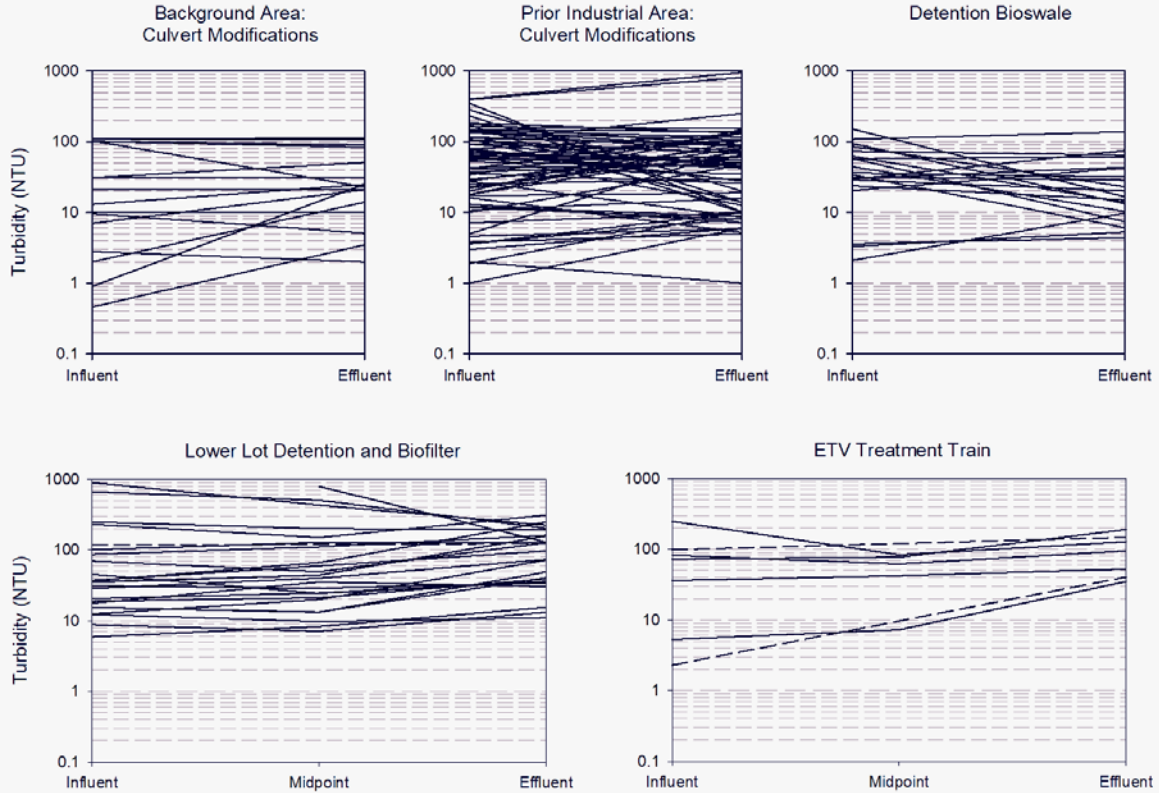 Background Area:
Culvert Modifications
Prior Industrial Area:
Culvert Modifications
Detention Bioswale
Turbidity (NTU)
1000
100
10
1
0.1
Influent
Effluent
1000
100
10
1
0.1
Influent
Effluent
1000
100
10
1
0.1
Influent
Effluent
Lower Lot Detention and Biofilter
ETV Treatment Train
Turbidity (NTU)
1000
100
10
1
0.1
Influent
Midpoint
Effluent
1000
100
10
1
0.1
Influent
Midpoint
Effluent